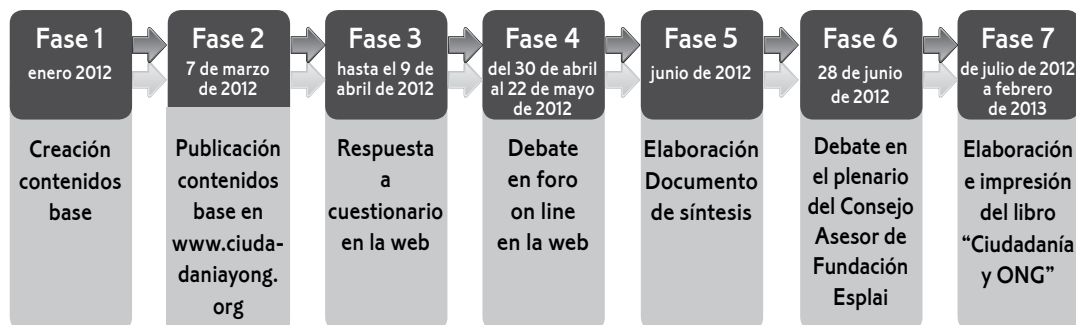 Fase 1
enero 2012
Creación
contenidos
base
Fase 2
7 de marzo
de 2012
Publicación
contenidos
base en
www.ciuda-
daniayong.
org
Fase 3
hasta el 9 de
abril de 2012
Respuesta
a
cuestionario
en la web
Fase 4
del 30 de abril
al 22 de mayo
de 2012
Debate
en foro
on line
en la web
Fase 5
junio de 2012
Elaboración
Documento
de síntesis
Fase 6
28 de junio
de 2012
Debate en
el plenario
del Consejo
Asesor de
Fundación
Esplai
Fase 7
de julio de 2012
a febrero
de 2013
Elaboración
e impresión
del libro
“Ciudadanía
y ONG”